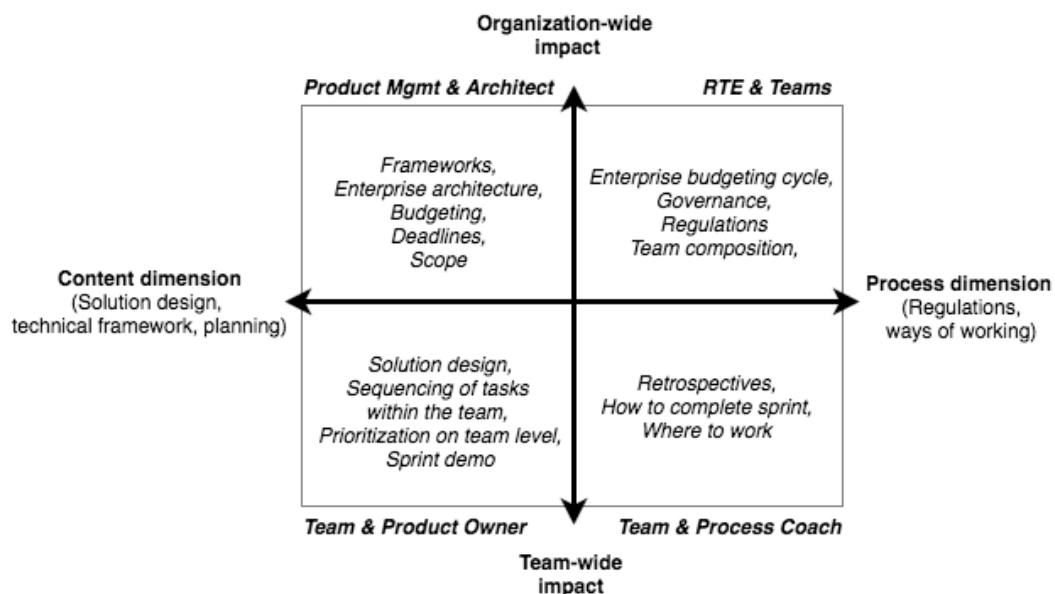 Organization-wide
impact
Product Mgmt & Architect
RTE & Teams
Frameworks,
Enterprise architecture,
Budgeting,
Deadlines,
Scope
Enterprise budgeting cycle,
Governance,
Regulations
Team composition,
Content dimension
(Solution design,
technical framework, planning)
Process dimension
(Regulations,
ways of working)
Solution design,
Sequencing of tasks
within the team,
Prioritization on team level,
Sprint demo
Retrospectives,
How to complete sprint,
Where to work
Team & Product Owner
Team & Process Coach
Team-wide
impact